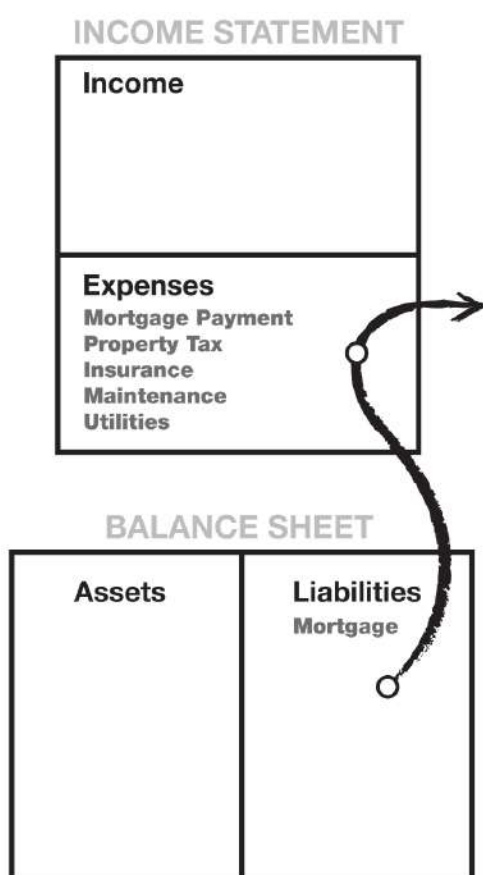 INCOME STATEMENT
Income
Expenses
Mortgage Payment
Property Tax
Insurance
Maintenance
Utilities
BALANCE SHEET
Assets
Liabilities
Mortgage